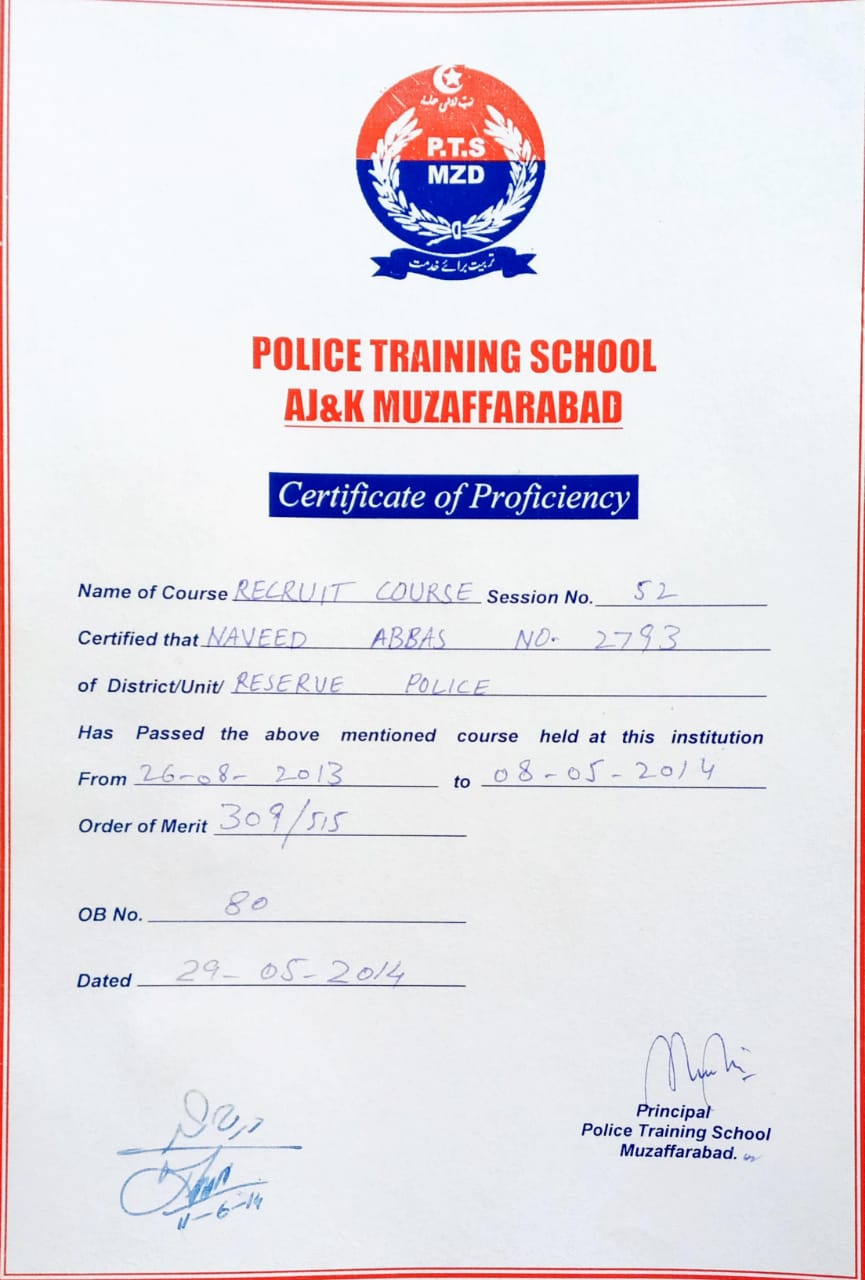 P.T.S
MZD
تربیت برائے خدمت
POLICE TRAINING SCHOOL
AJ&K MUZAFFARABAD
Certificate of Proficiency
Name of Course RECRUIT COURSE Session No. 52
Certified that NAVEED ABBAS NO. 2793
of District/Unit/ RESERVE POLICE
Has Passed the above mentioned course held at this institution
From 26-08-2013 to 08-05-2014
Order of Merit 309/515
OB No. 80
Dated 29-05-2014
Principal
Police Training School
Muzaffarabad.
11-6-14